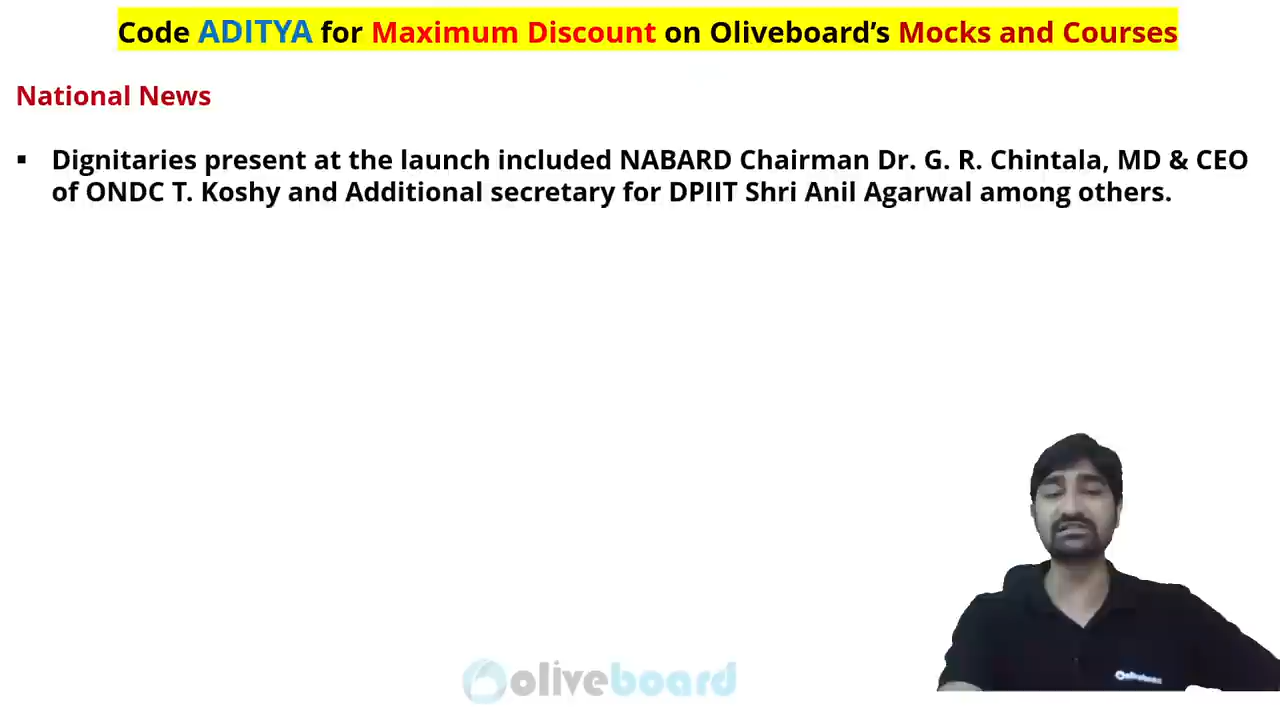 Code ADITYA for Maximum Discount on Oliveboard’s Mocks and Courses
National News
▪ Dignitaries present at the launch included NABARD Chairman Dr. G. R. Chintala, MD & CEO
of ONDC T. Koshy and Additional secretary for DPIIT Shri Anil Agarwal among others.
oliveboard
oliveboard